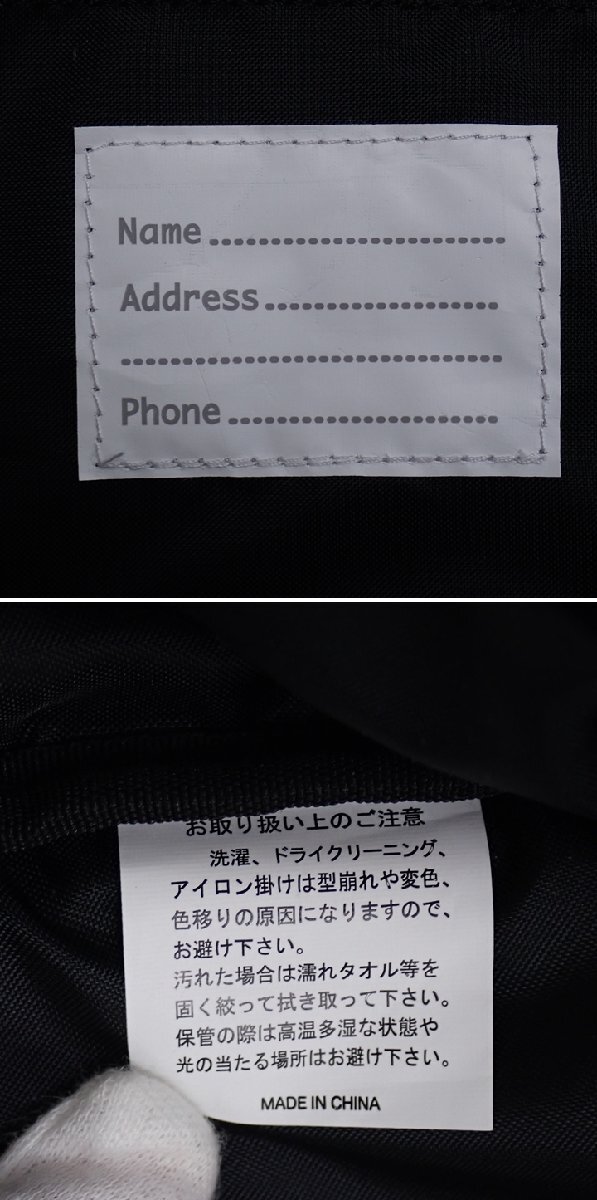 Name
Address
Phone
お取り扱い上のご注意
洗濯、ドライクリーニング、
アイロン掛けは型崩れや変色、
色移りの原因になりますので、
お避け下さい。
汚れた場合は濡れタオル等を
固く絞って拭き取って下さい。
保管の際は高温多湿な状態や
光の当たる場所はお避け下さい。
MADE IN CHINA